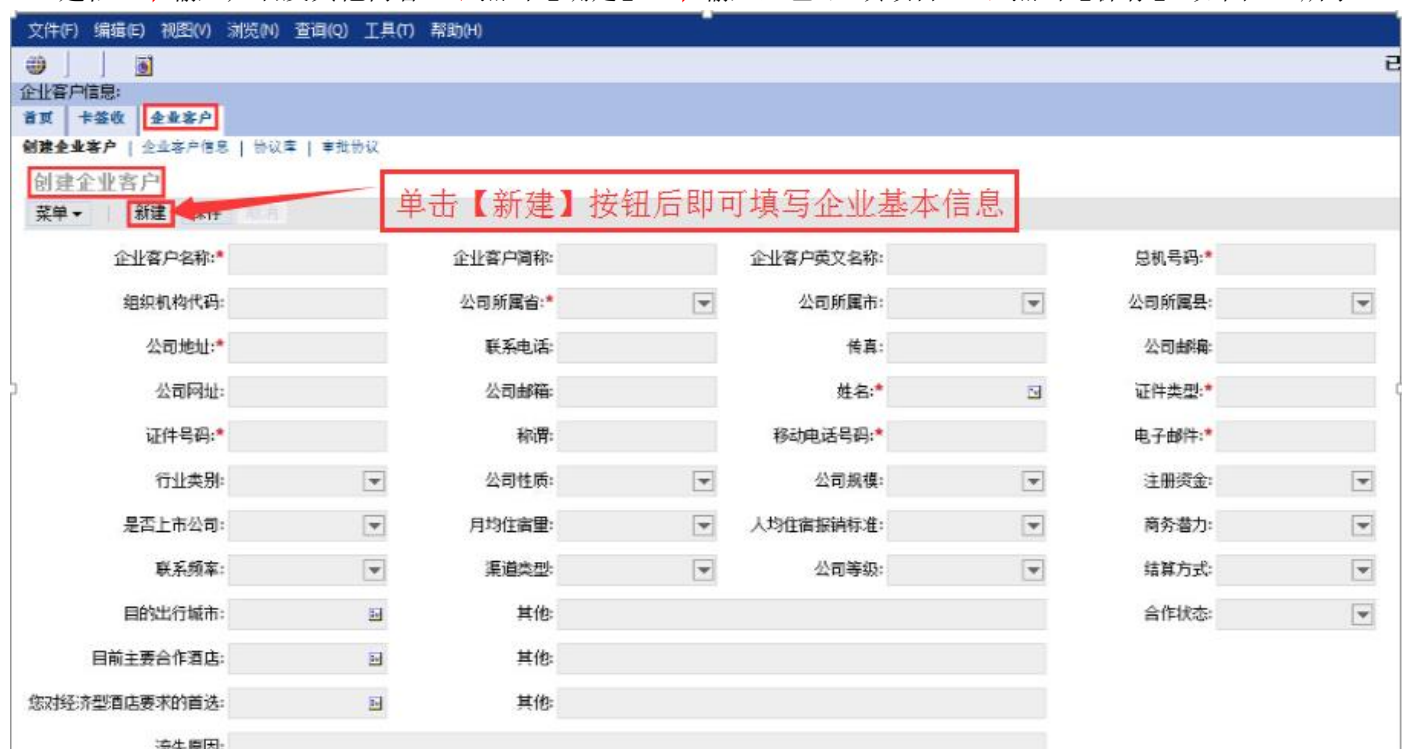 文件(F) 编辑(E) 视图(V) 浏览(N) 查询(Q) 工具(T) 帮助(H)
企业客户信息:
首页 卡签收 企业客户
创建企业客户 | 企业客户信息 | 协议库 | 审批协议
创建企业客户
菜单 新建 保存
单击【新建】按钮后即可填写企业基本信息
企业客户名称:* 企业客户简称: 企业客户英文名称: 总机号码:*
组织机构代码: 公司所属省:* 公司所属市: 公司所属县:
公司地址:* 联系电话: 传真: 公司邮编:
公司网址: 公司邮箱: 姓名:* 证件类型:*
证件号码:* 称谓: 移动电话号码:* 电子邮件:*
行业类别: 公司性质: 公司规模: 注册资金:
是否上市公司: 月均住宿量: 人均住宿报销标准: 商务潜力:
联系频率: 渠道类型: 公司等级: 结算方式:
目的出行城市: 其他: 合作状态:
目前主要合作酒店: 其他:
您对经济型酒店要求的首选: 其他:
流失原因: